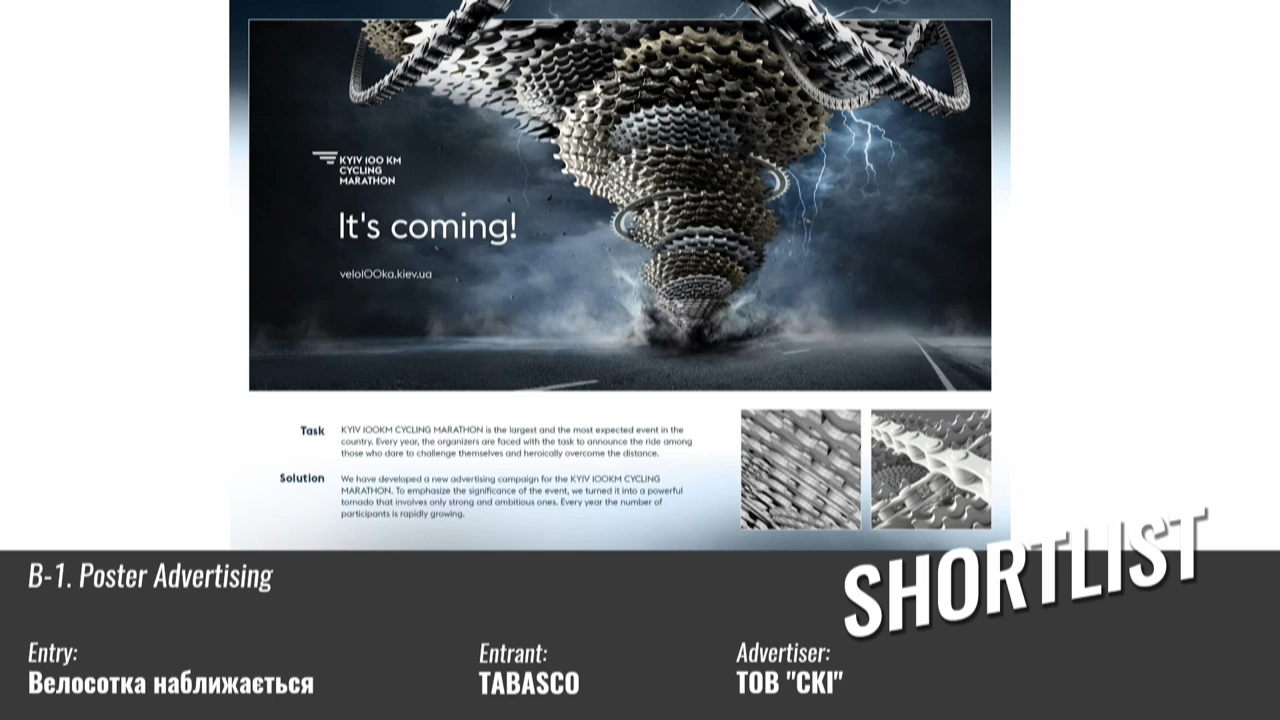 KYIV 100 KM
CYCLING
MARATHON
It's coming!
velo100ka.kiev.ua
Task
KYIV 100KM CYCLING MARATHON is the largest and the most expected event in the
country. Every year, the organizers are faced with the task to announce the ride among
those who dare to challenge themselves and heroically overcome the distance.
Solution
We have developed a new advertising campaign for the KYIV 100KM CYCLING
MARATHON. To emphasize the significance of the event, we turned it into a powerful
tornado that involves only strong and ambitious ones. Every year the number of
participants is rapidly growing.
SHORTLIST
B-1. Poster Advertising
Entry:
Велосотка наближається
Entrant:
TABASCO
Advertiser:
ТОВ "СКІ"